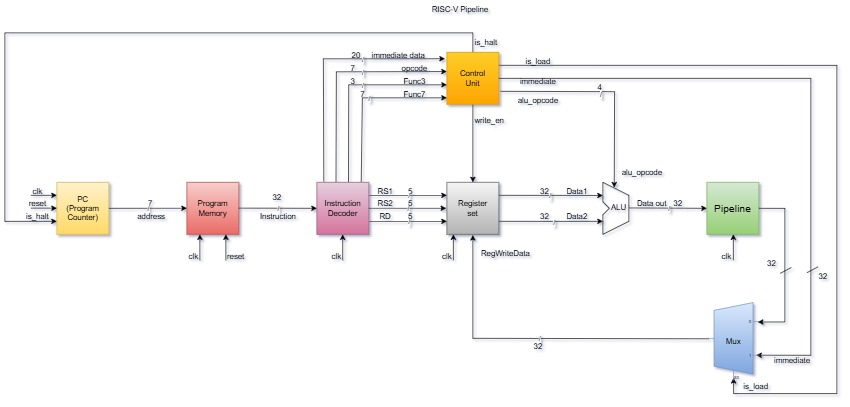 RISC-V Pipeline
is_halt
20 immediate data
7 opcode
3 Func3
7 Func7
Control
Unit
is_load
immediate
4
alu_opcode
write_en
alu_opcode
clk
reset
is_halt
PC
(Program
Counter)
7
address
Program
Memory
clk
reset
32
Instruction
Instruction
Decoder
clk
RS1 5
RS2 5
RD 5
Register
set
clk
RegWriteData
32 Data1
32 Data2
ALU
Data out 32
Pipeline
clk
32
32
Mux
0
1
immediate
is_load
32